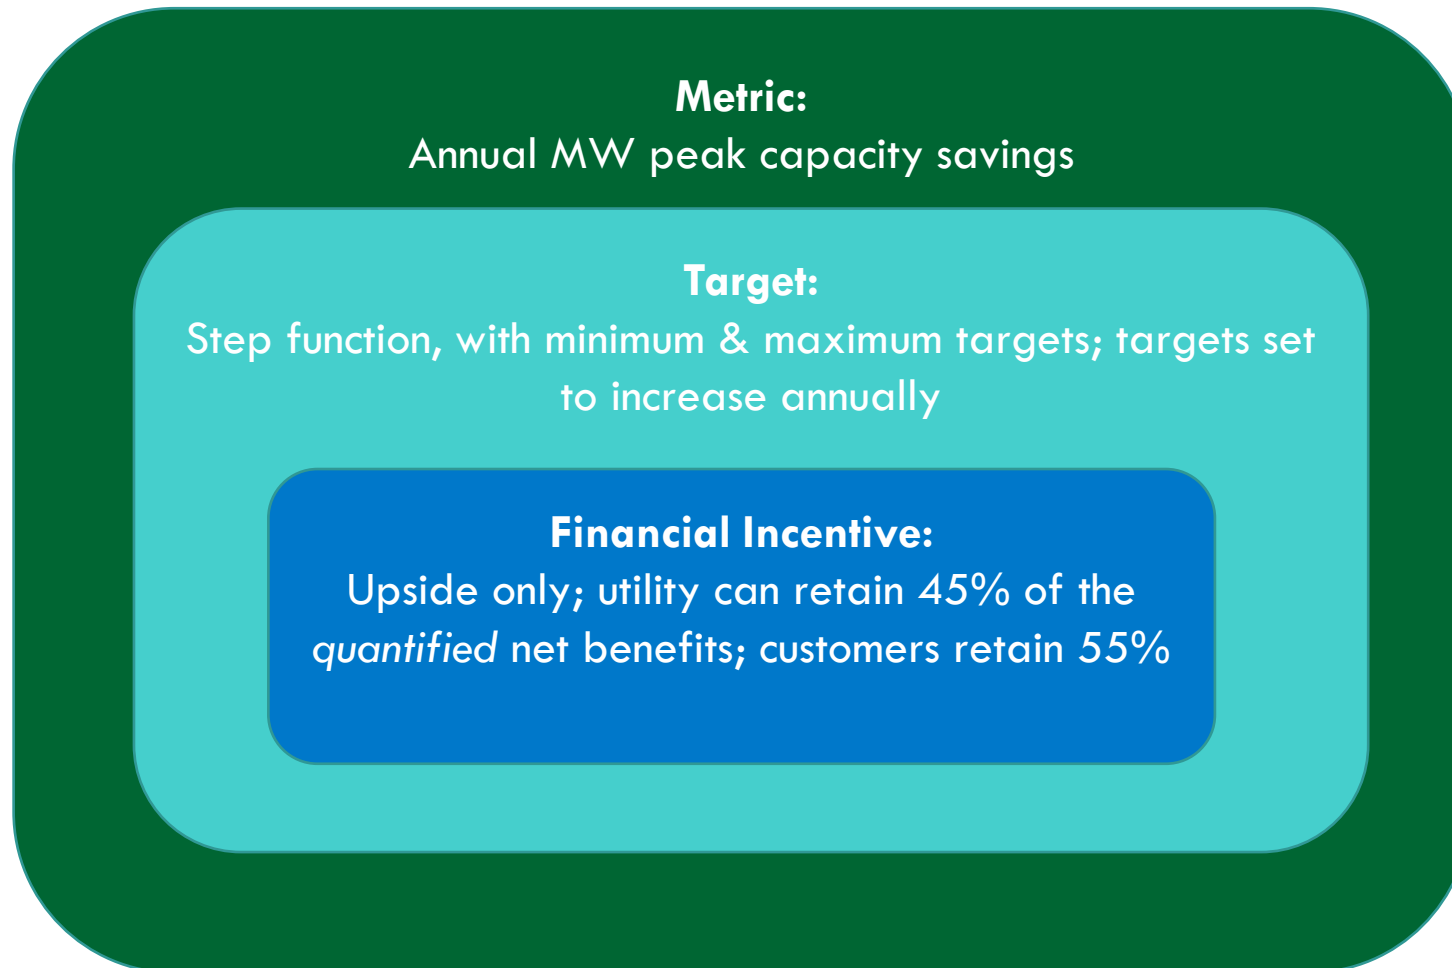 Metric:
Annual MW peak capacity savings
Target:
Step function, with minimum & maximum targets; targets set
to increase annually
Financial Incentive:
Upside only; utility can retain 45% of the
quantified net benefits; customers retain 55%